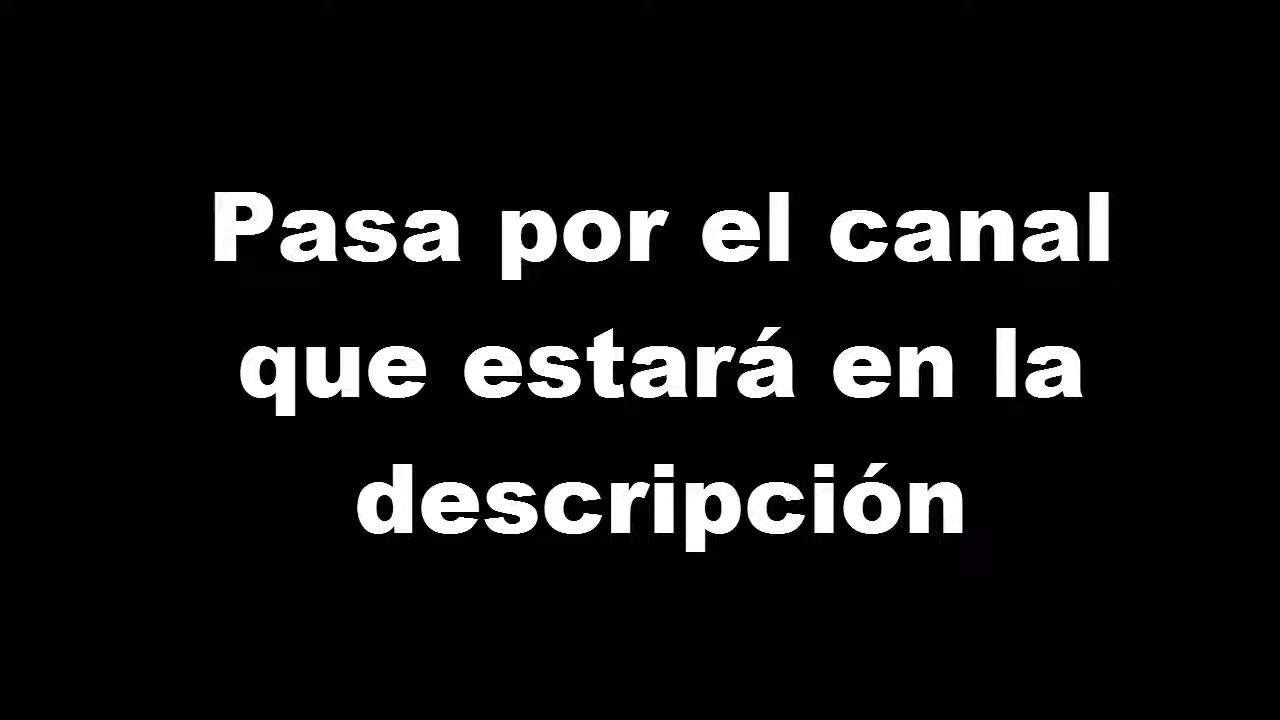 Pasa por el canal
que estará en la
descripción